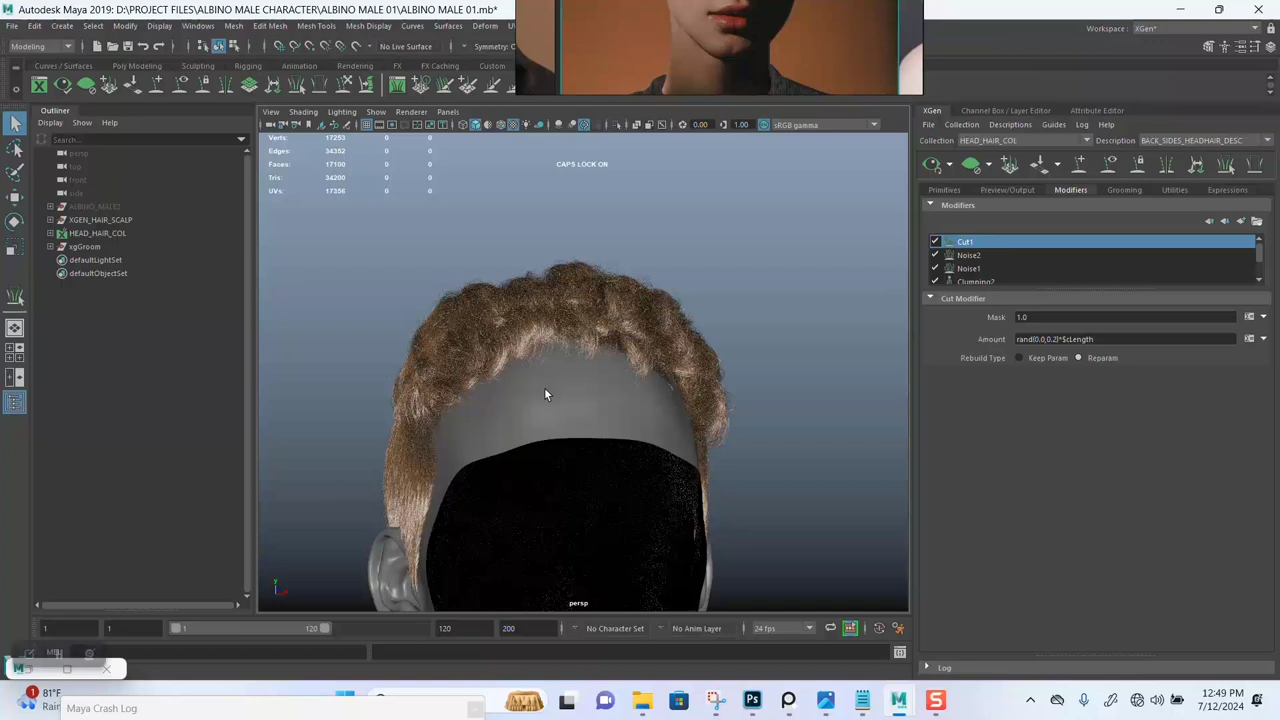 Autodesk Maya 2019: D:\PROJECT FILES\ALBINO MALE CHARACTER\ALBINO MALE 01\ALBINO MALE 01.mb*
File Edit Create Select Modify Display Windows Mesh Edit Mesh Mesh Tools Mesh Display Curves Surfaces Deform
Workspace: XGen*
Modeling
No Live Surface
Symmetry:
Curves / Surfaces Poly Modeling Sculpting Rigging Animation Rendering FX FX Caching Custom
Outliner
Display Show Help
Search...
persp
top
front
side
XGEN_HAIR_SCALP
HEAD_HAIR_COL
xgGroom
defaultLightSet
defaultObjectSet
View Shading Lighting Show Renderer Panels
0.00 1.00 sRGB gamma
Verts: 17253 0 0
Edges: 34352 0 0
Faces: 17100 0 0
Tris: 34200 0 0
UVs: 17356 0 0
CAPS LOCK ON
persp
XGen Channel Box / Layer Editor Attribute Editor
File Collection Descriptions Guides Log Help
Collection HEAD_HAIR_COL Description BACK_SIDES_HEADHAIR_DESC
Primitives Preview/Output Modifiers Grooming Utilities Expressions
Modifiers
Cut1
Noise2
Noise1
Clumping2
Cut Modifier
Mask 1.0
Amount rand(0.0,0.2)*$cLength
Rebuild Type Keep Param Reparam
Log
1 1 1 120 120 200 No Character Set No Anim Layer 24 fps
81°F
Maya Crash Log
12:49 PM
7/12/2024